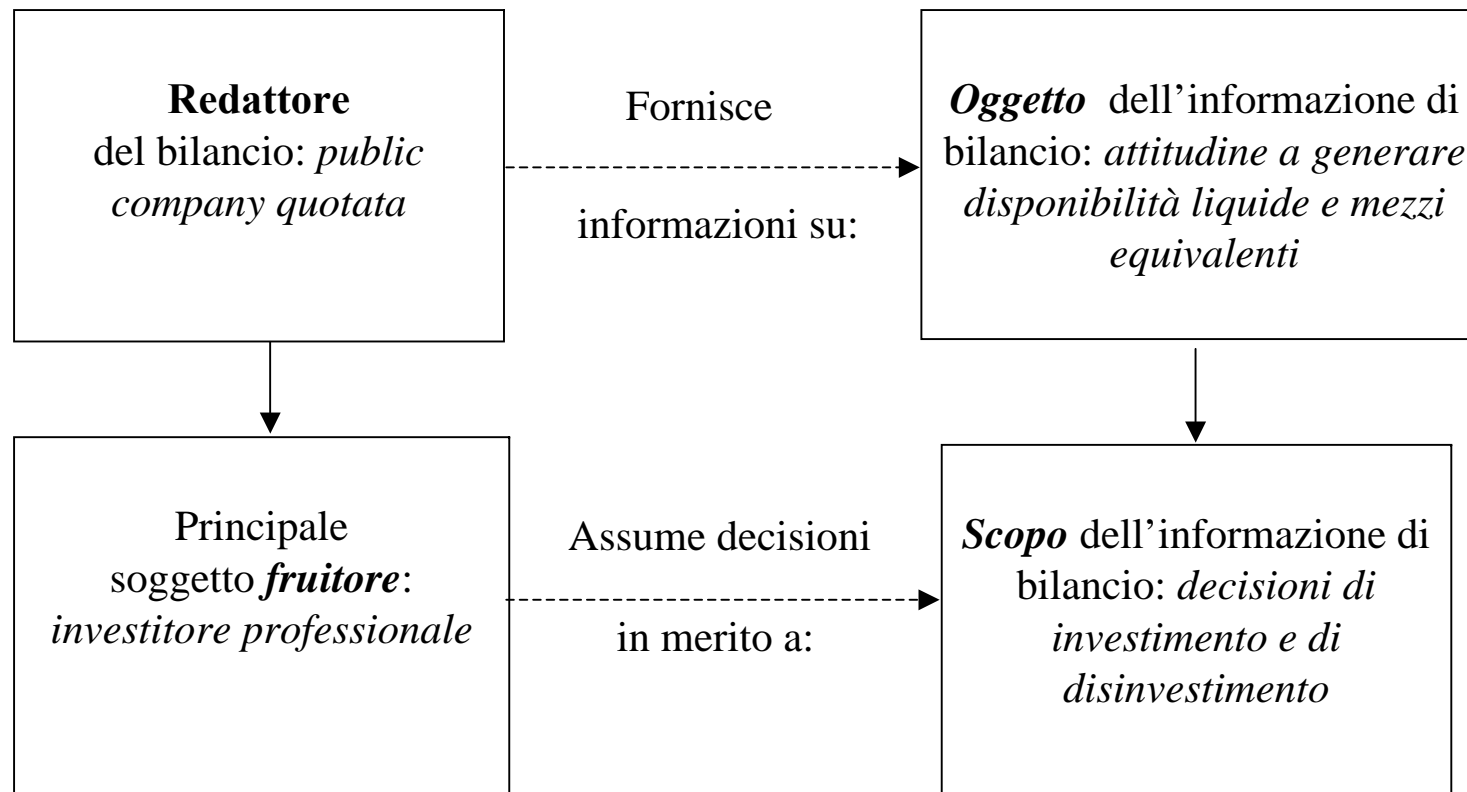 Redattore
del bilancio: public
company quotata
Fornisce
informazioni su:
Oggetto dell’informazione di
bilancio: attitudine a generare
disponibilità liquide e mezzi
equivalenti
Principale
soggetto fruitore:
investitore professionale
Assume decisioni
in merito a:
Scopo dell’informazione di
bilancio: decisioni di
investimento e di
disinvestimento